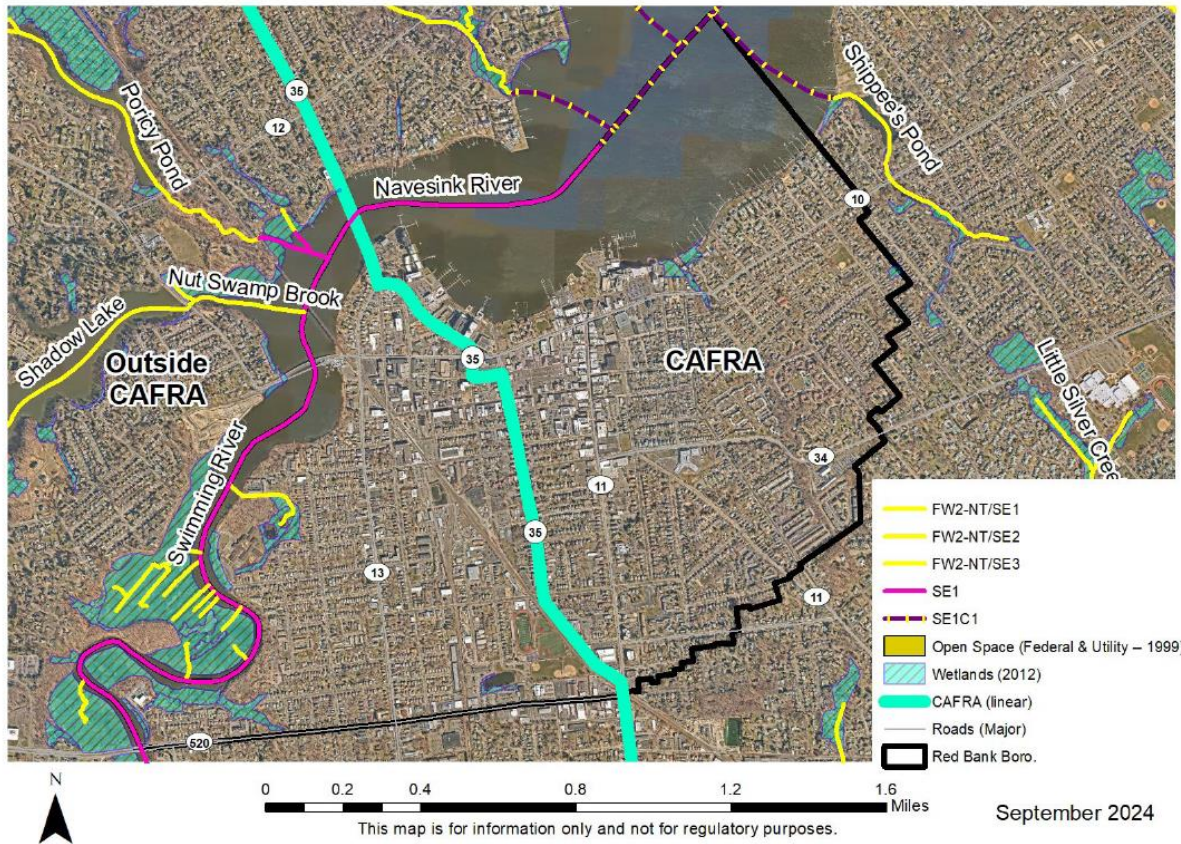 35
12
Poricy Pond
Shippee's Pond
Navesink River
10
Nut Swamp Brook
Shadow Lake
Outside
CAFRA
35
CAFRA
Little Silver Cree
Swimming River
34
11
35
13
11
520
FW2-NT/SE1
FW2-NT/SE2
FW2-NT/SE3
SE1
SE1C1
Open Space (Federal & Utility – 1999)
Wetlands (2012)
CAFRA (linear)
Roads (Major)
Red Bank Boro.
N
0 0.2 0.4 0.8 1.2 1.6
Miles
This map is for information only and not for regulatory purposes.
September 2024